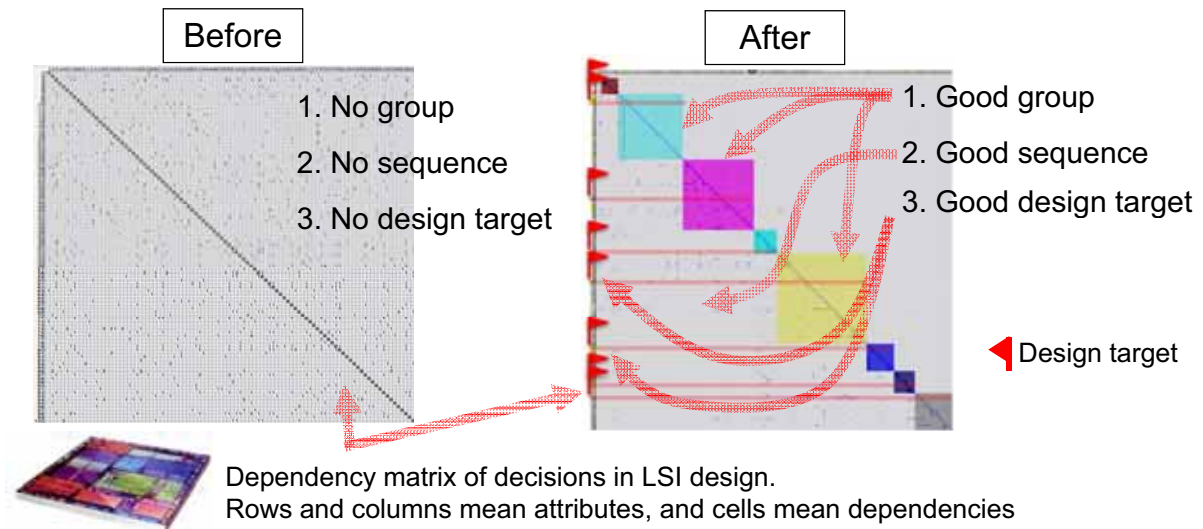 Before
After
1. No group
2. No sequence
3. No design target
1. Good group
2. Good sequence
3. Good design target
Design target
Dependency matrix of decisions in LSI design.
Rows and columns mean attributes, and cells mean dependencies